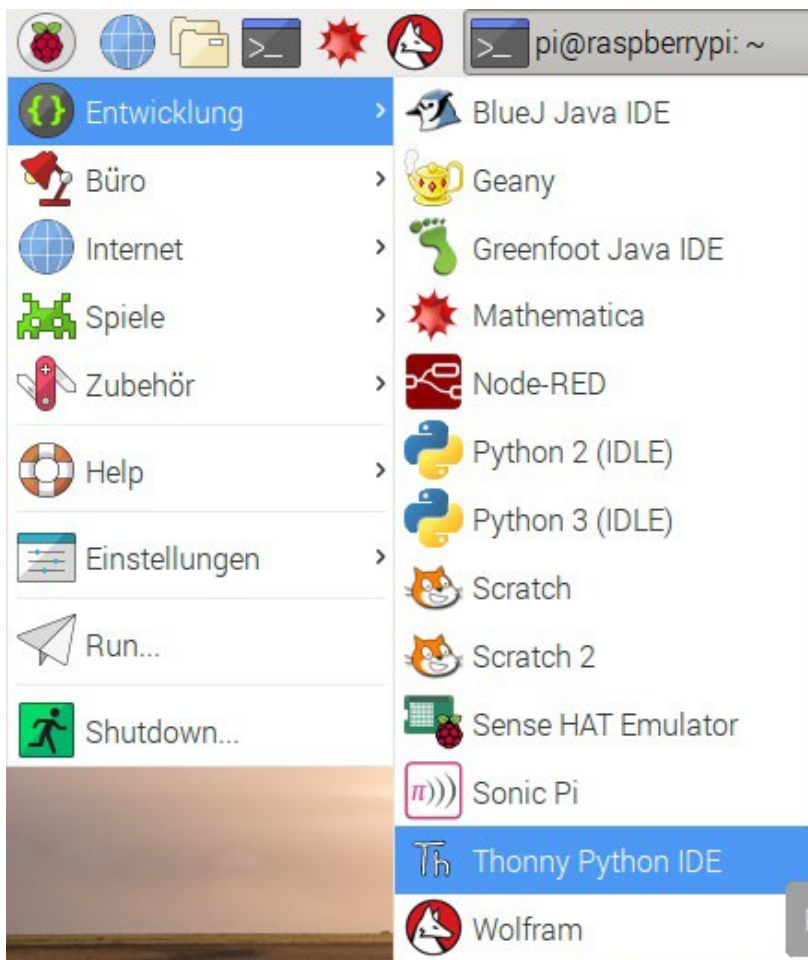 pi@raspberrypi: ~
Entwicklung
Büro
Internet
Spiele
Zubehör
Help
Einstellungen
Run...
Shutdown...
BlueJ Java IDE
Geany
Greenfoot Java IDE
Mathematica
Node-RED
Python 2 (IDLE)
Python 3 (IDLE)
Scratch
Scratch 2
Sense HAT Emulator
Sonic Pi
Th Thonny Python IDE
Wolfram